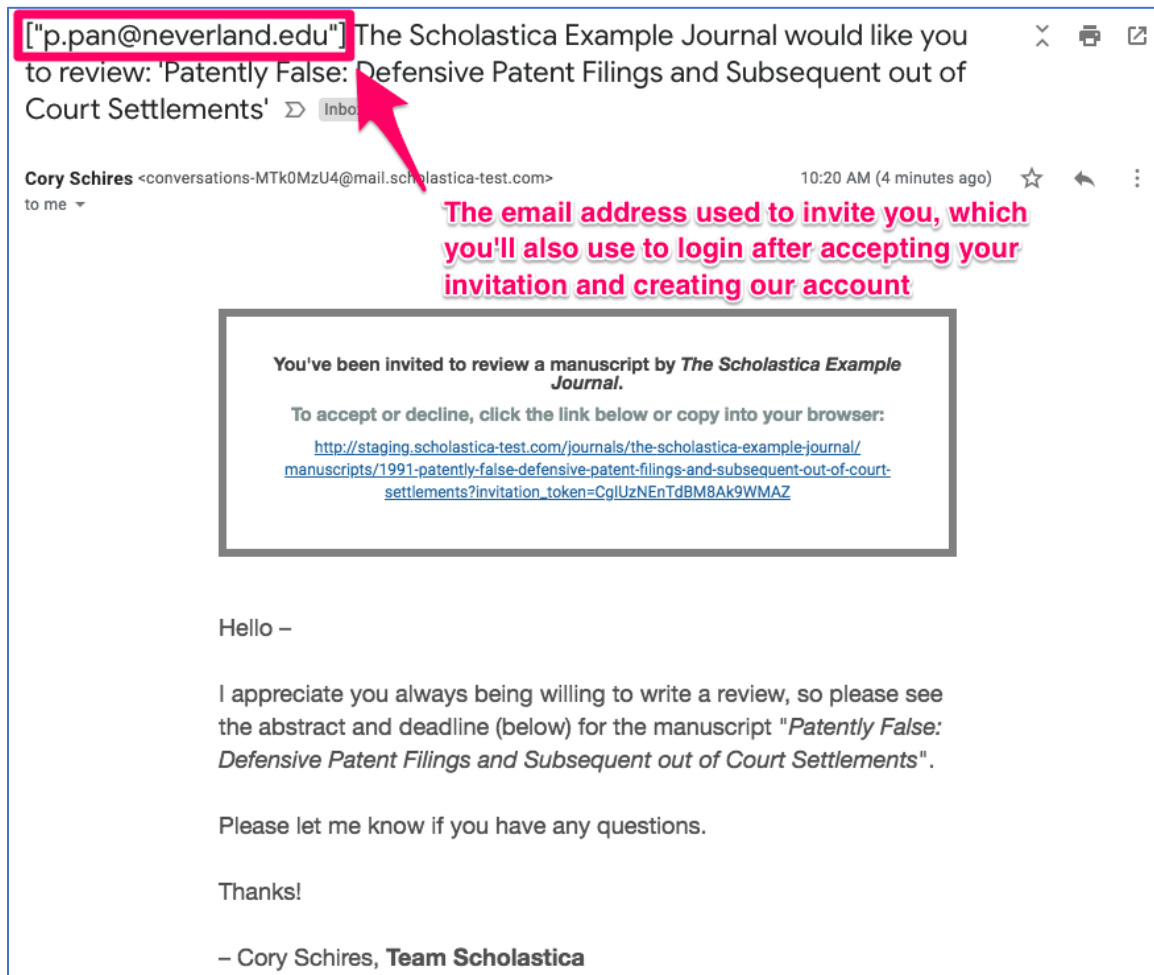 ["p.pan@neverland.edu"] The Scholastica Example Journal would like you
to review: 'Patently False: Defensive Patent Filings and Subsequent out of
Court Settlements' Inbox
Cory Schires <conversations-MTk0MzU4@mail.scholastica-test.com> 10:20 AM (4 minutes ago)
to me
The email address used to invite you, which
you'll also use to login after accepting your
invitation and creating our account
You've been invited to review a manuscript by The Scholastica Example
Journal.
To accept or decline, click the link below or copy into your browser:
http://staging.scholastica-test.com/journals/the-scholastica-example-journal/
manuscripts/1991-patently-false-defensive-patent-filings-and-subsequent-out-of-court-
settlements?invitation_token=CglUzNEnTdBM8Ak9WMAZ
Hello –
I appreciate you always being willing to write a review, so please see
the abstract and deadline (below) for the manuscript "Patently False:
Defensive Patent Filings and Subsequent out of Court Settlements".
Please let me know if you have any questions.
Thanks!
– Cory Schires, Team Scholastica